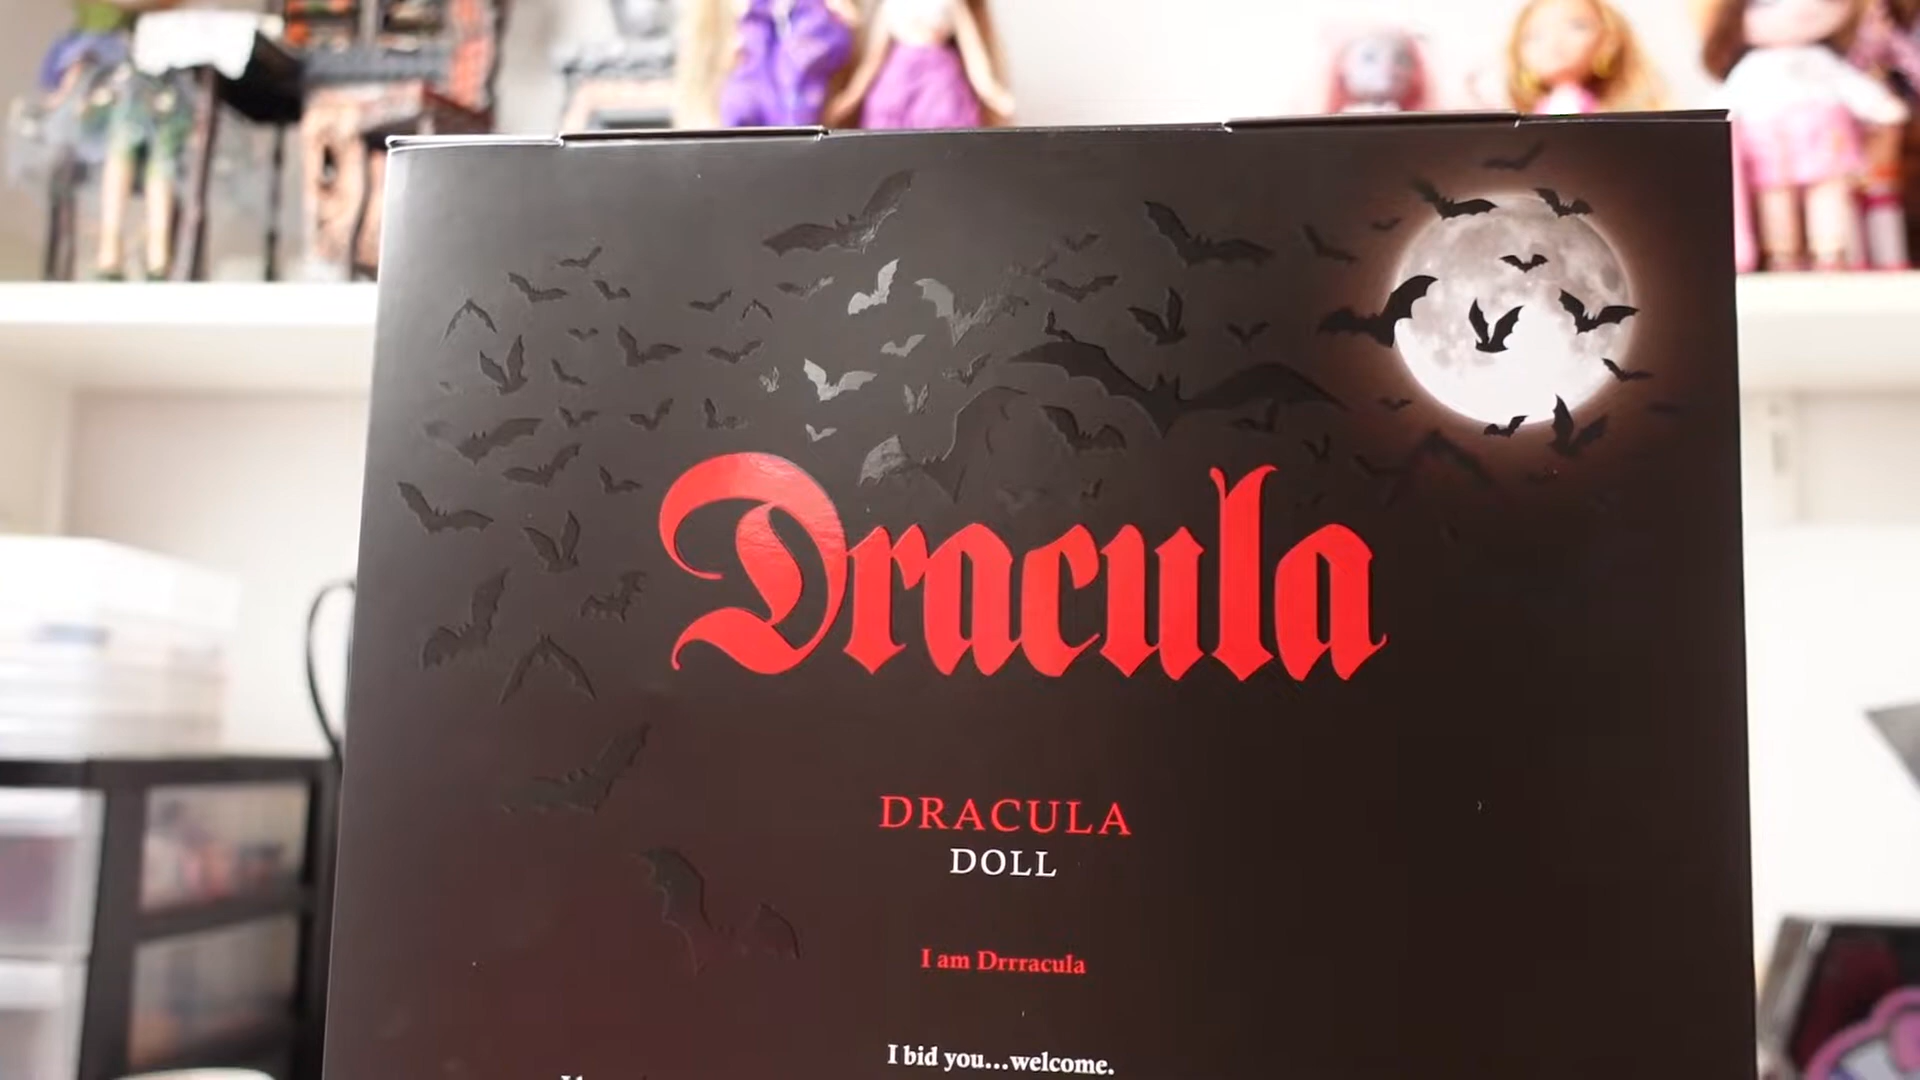 Dracula
DRACULA
DOLL
I am Drrracula
I bid you...welcome.